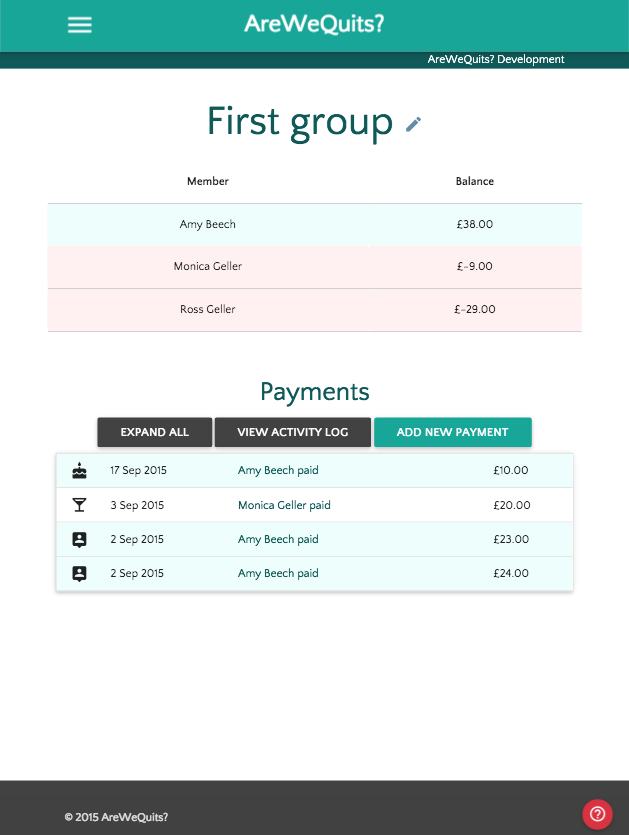 AreWeQuits?
AreWeQuits? Development
First group
Member Balance
Amy Beech £38.00
Monica Geller £-9.00
Ross Geller £-29.00
Payments
EXPAND ALL VIEW ACTIVITY LOG ADD NEW PAYMENT
17 Sep 2015 Amy Beech paid £10.00
3 Sep 2015 Monica Geller paid £20.00
2 Sep 2015 Amy Beech paid £23.00
2 Sep 2015 Amy Beech paid £24.00
© 2015 AreWeQuits?